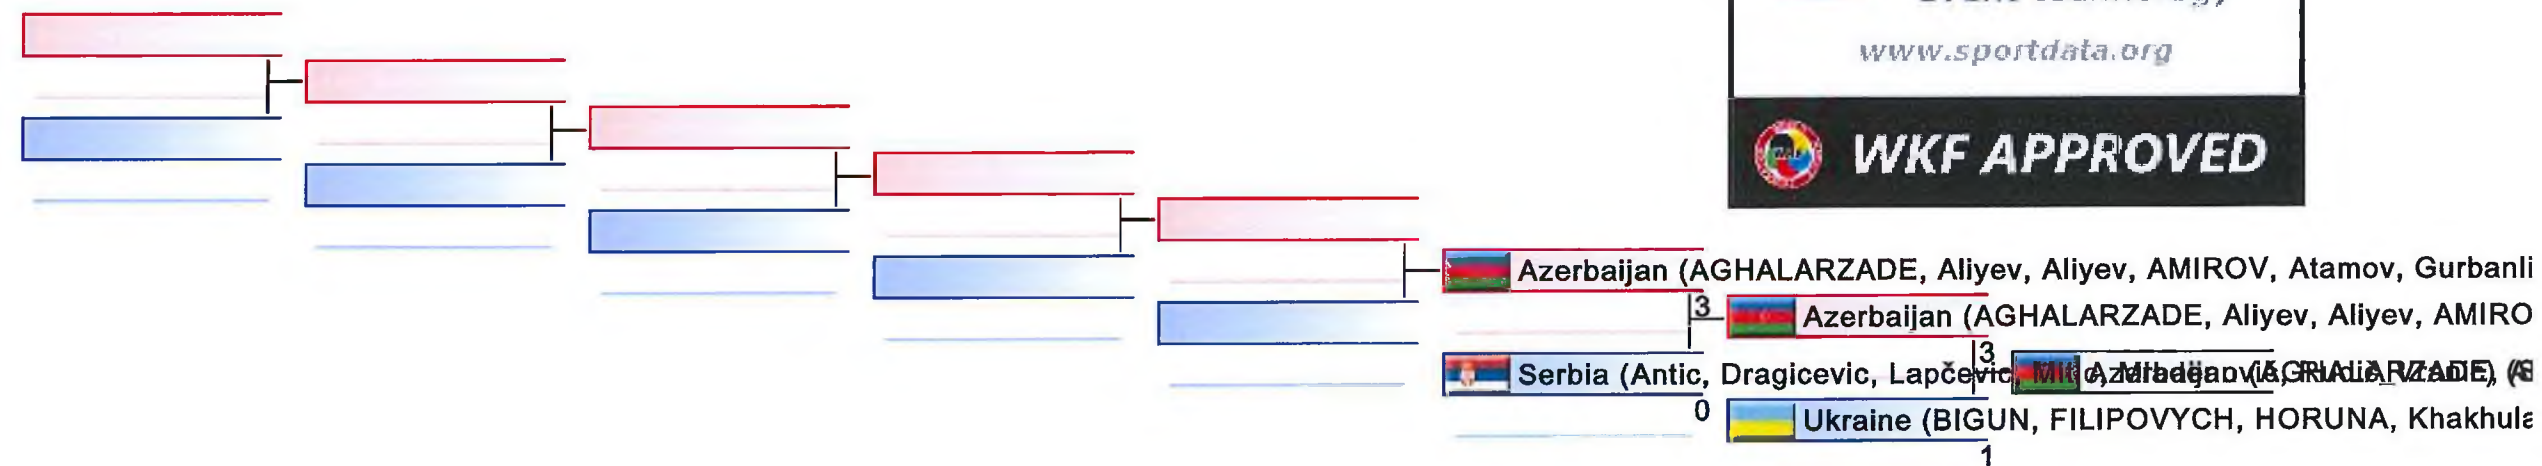 www.sportdata.org
WKF APPROVED
Azerbaijan (AGHALARZADE, Aliyev, Aliyev, AMIROV, Atamov, Gurbanli
3
Azerbaijan (AGHALARZADE, Aliyev, Aliyev, AMIRO
3
Serbia (Antic, Dragicevic, Lapčevic,
0
Ukraine (BIGUN, FILIPOVYCH, HORUNA, Khakhula
1